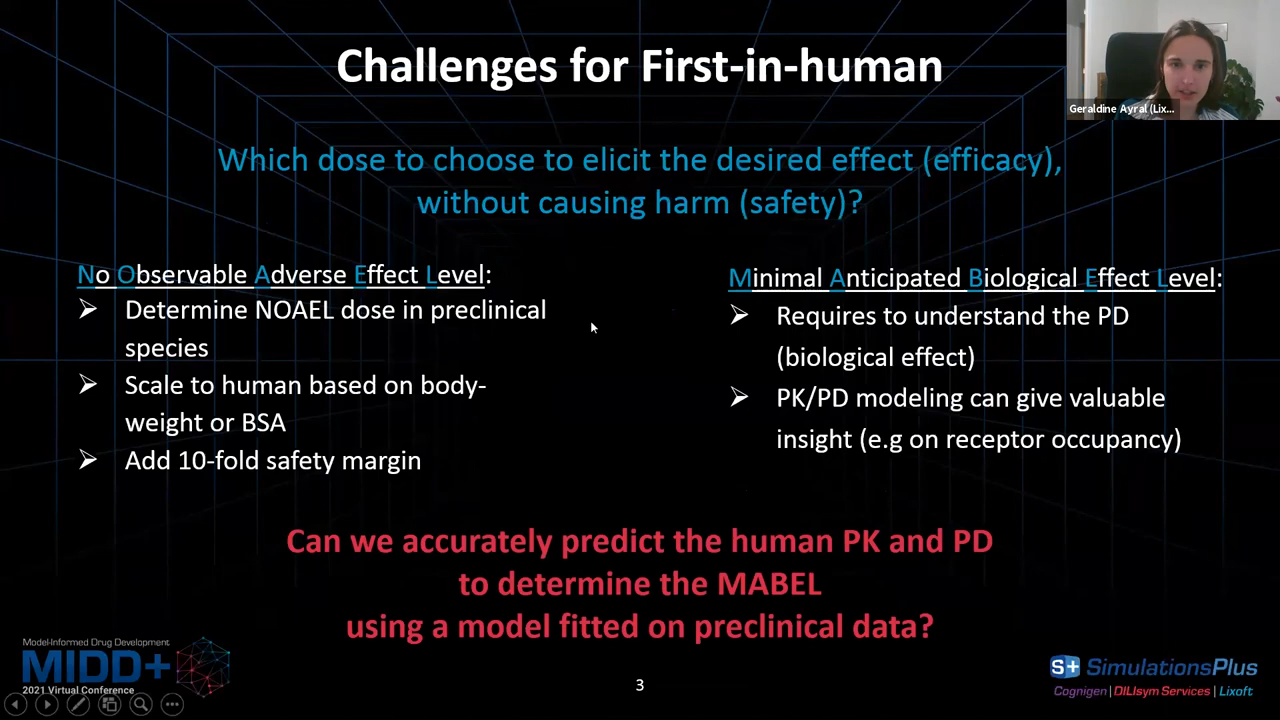 Challenges for First-in-human
Geraldine Ayral (Lix...
Which dose to choose to elicit the desired effect (efficacy),
without causing harm (safety)?
No Observable Adverse Effect Level:
➢ Determine NOAEL dose in preclinical
species
➢ Scale to human based on body-
weight or BSA
➢ Add 10-fold safety margin
Minimal Anticipated Biological Effect Level:
➢ Requires to understand the PD
(biological effect)
➢ PK/PD modeling can give valuable
insight (e.g on receptor occupancy)
Can we accurately predict the human PK and PD
to determine the MABEL
using a model fitted on preclinical data?
Model-Informed Drug Development
MIDD+
2021 Virtual Conference
3
S+ SimulationsPlus
Cognigen | DILIsym Services | Lixoft